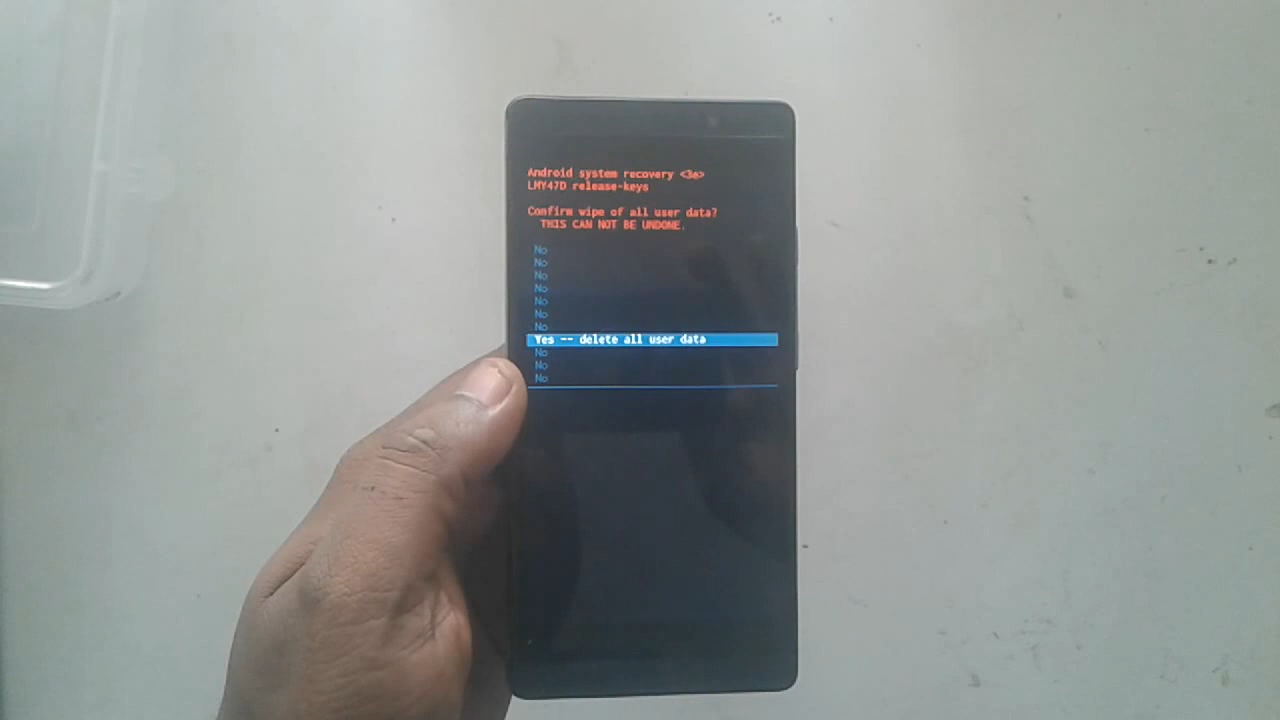 Android system recovery <3e>
LMY47D release-keys
Confirm wipe of all user data?
THIS CAN NOT BE UNDONE.
No
No
No
No
No
No
No
Yes -- delete all user data
No
No
No